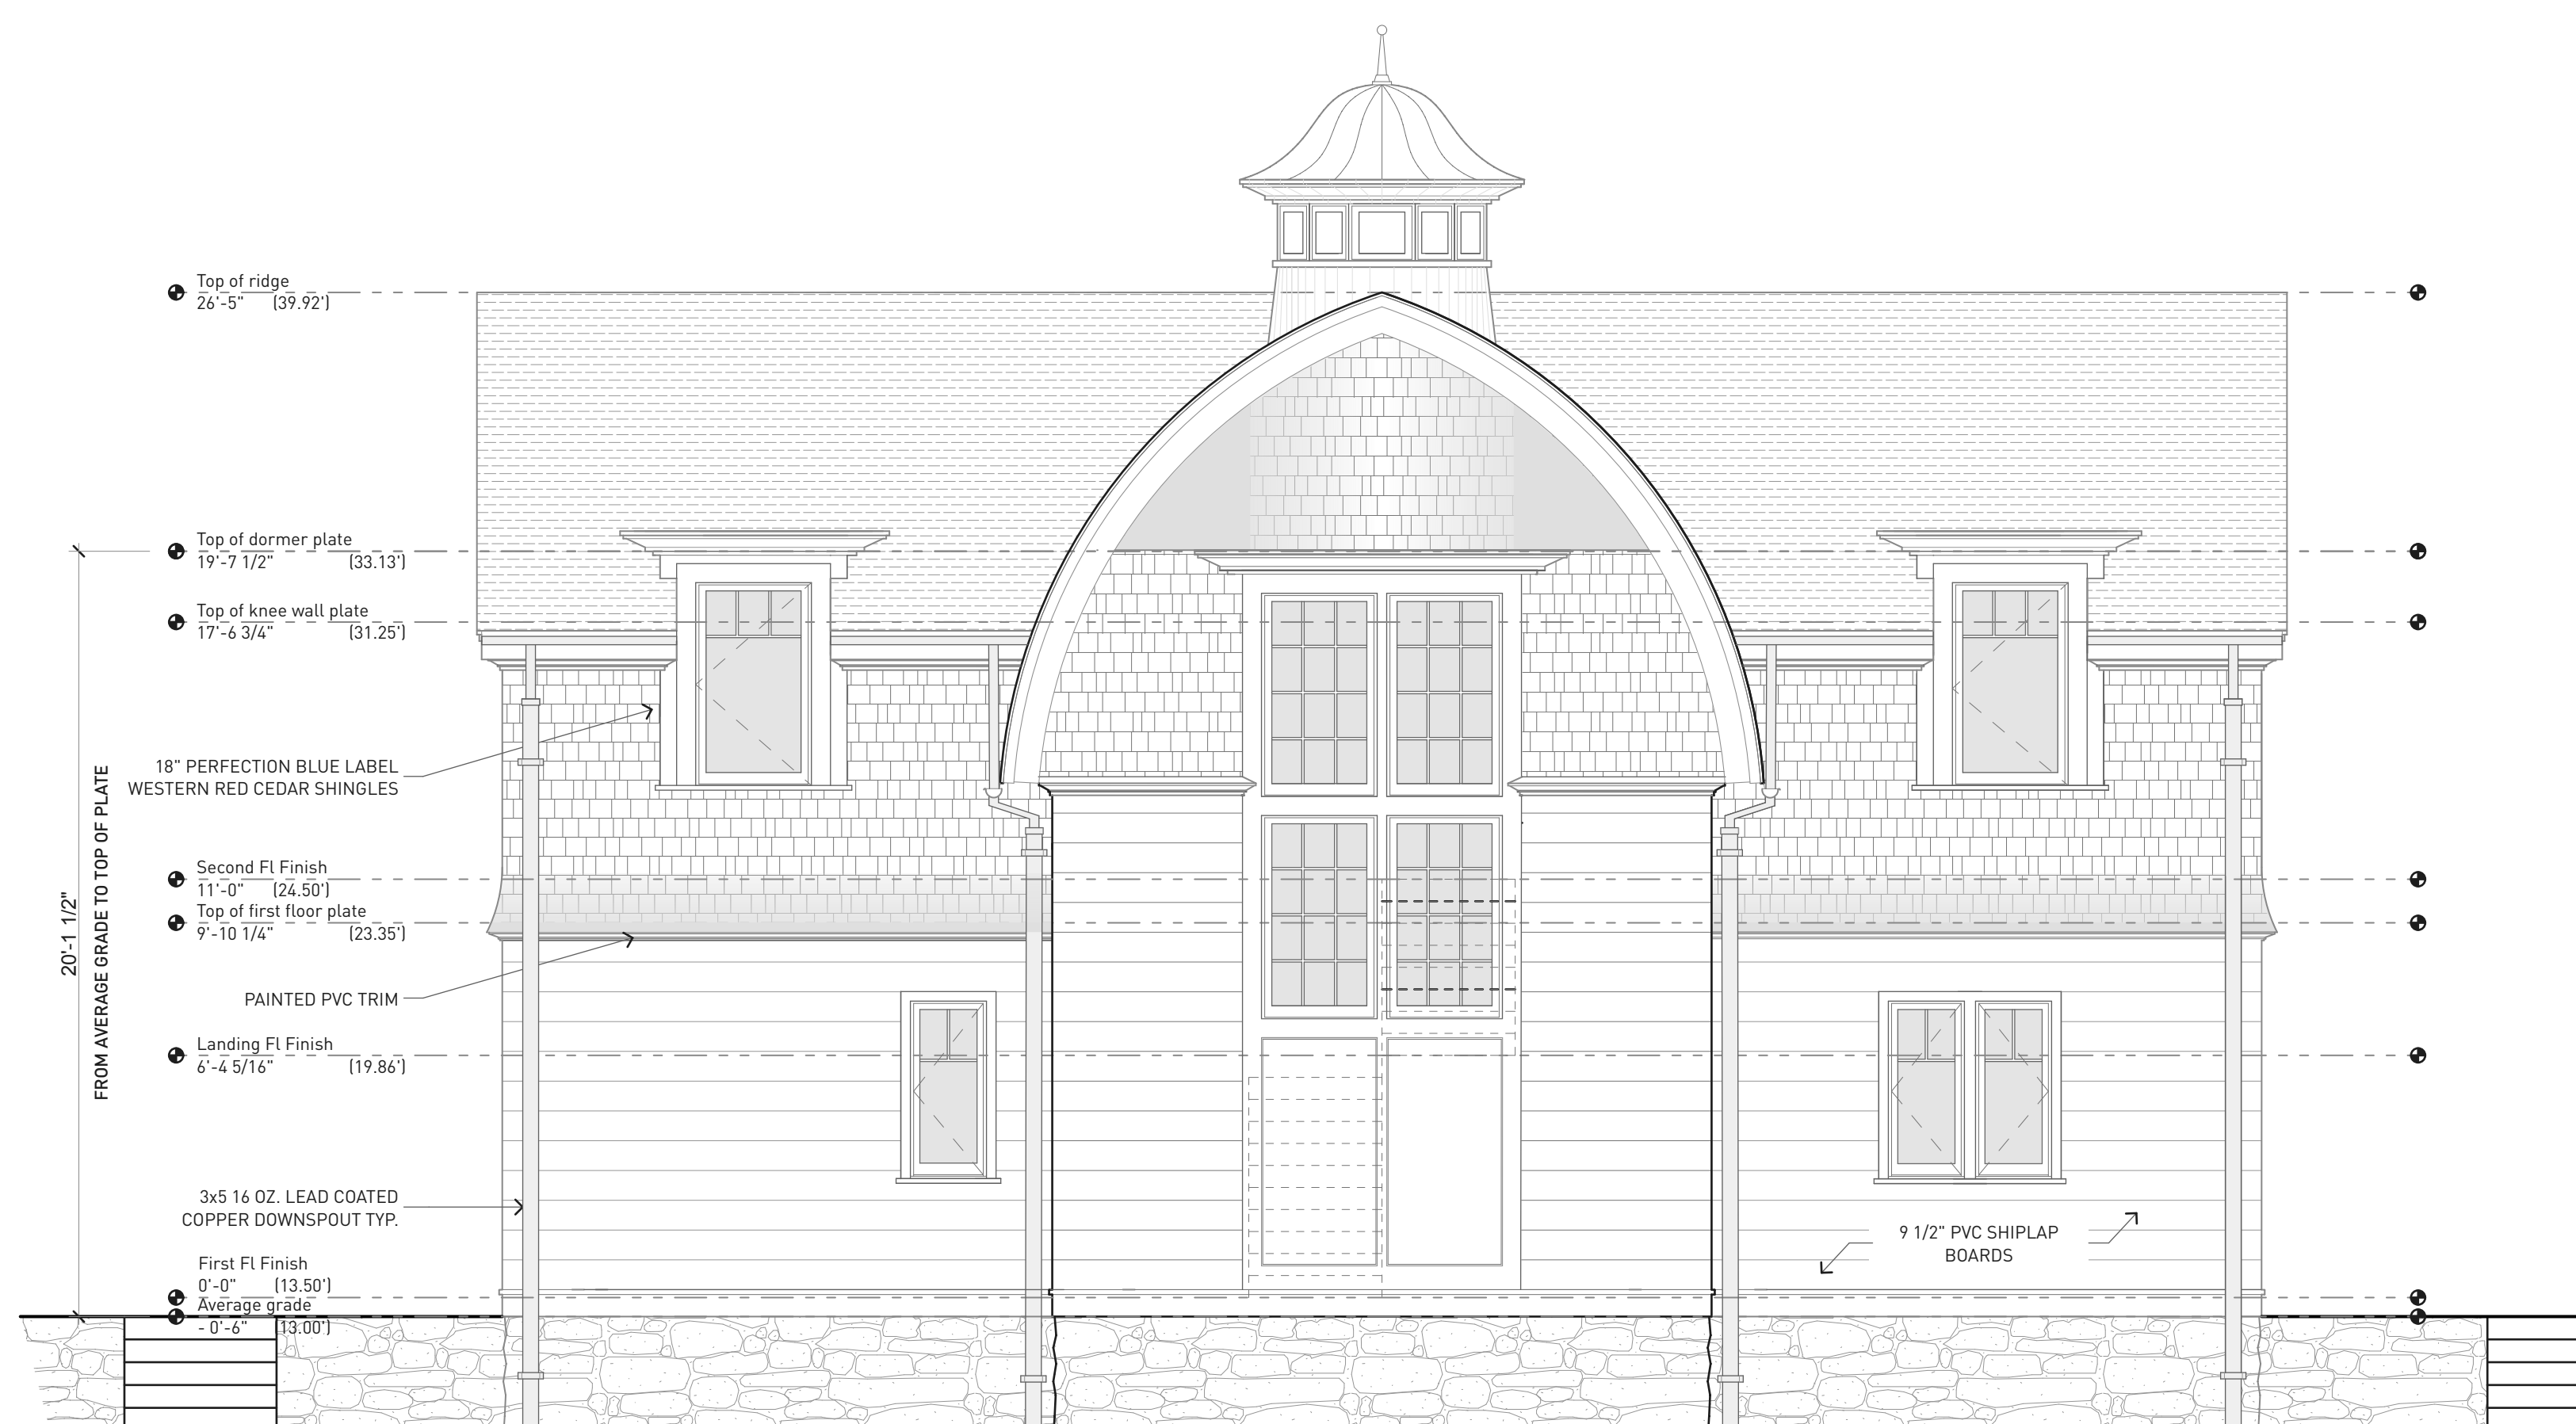 Top of ridge
26'-5" (39.92')
Top of dormer plate
19'-7 1/2" (33.13')
Top of knee wall plate
17'-6 3/4" (31.25')
18" PERFECTION BLUE LABEL
WESTERN RED CEDAR SHINGLES
Second Fl Finish
11'-0" (24.50')
Top of first floor plate
9'-10 1/4" (23.35')
20'-1 1/2"
FROM AVERAGE GRADE TO TOP OF PLATE
PAINTED PVC TRIM
Landing Fl Finish
6'-4 5/16" (19.86')
3x5 16 OZ. LEAD COATED
COPPER DOWNSPOUT TYP.
9 1/2" PVC SHIPLAP
BOARDS
First Fl Finish
0'-0" (13.50')
Average grade
- 0'-6" (13.00')